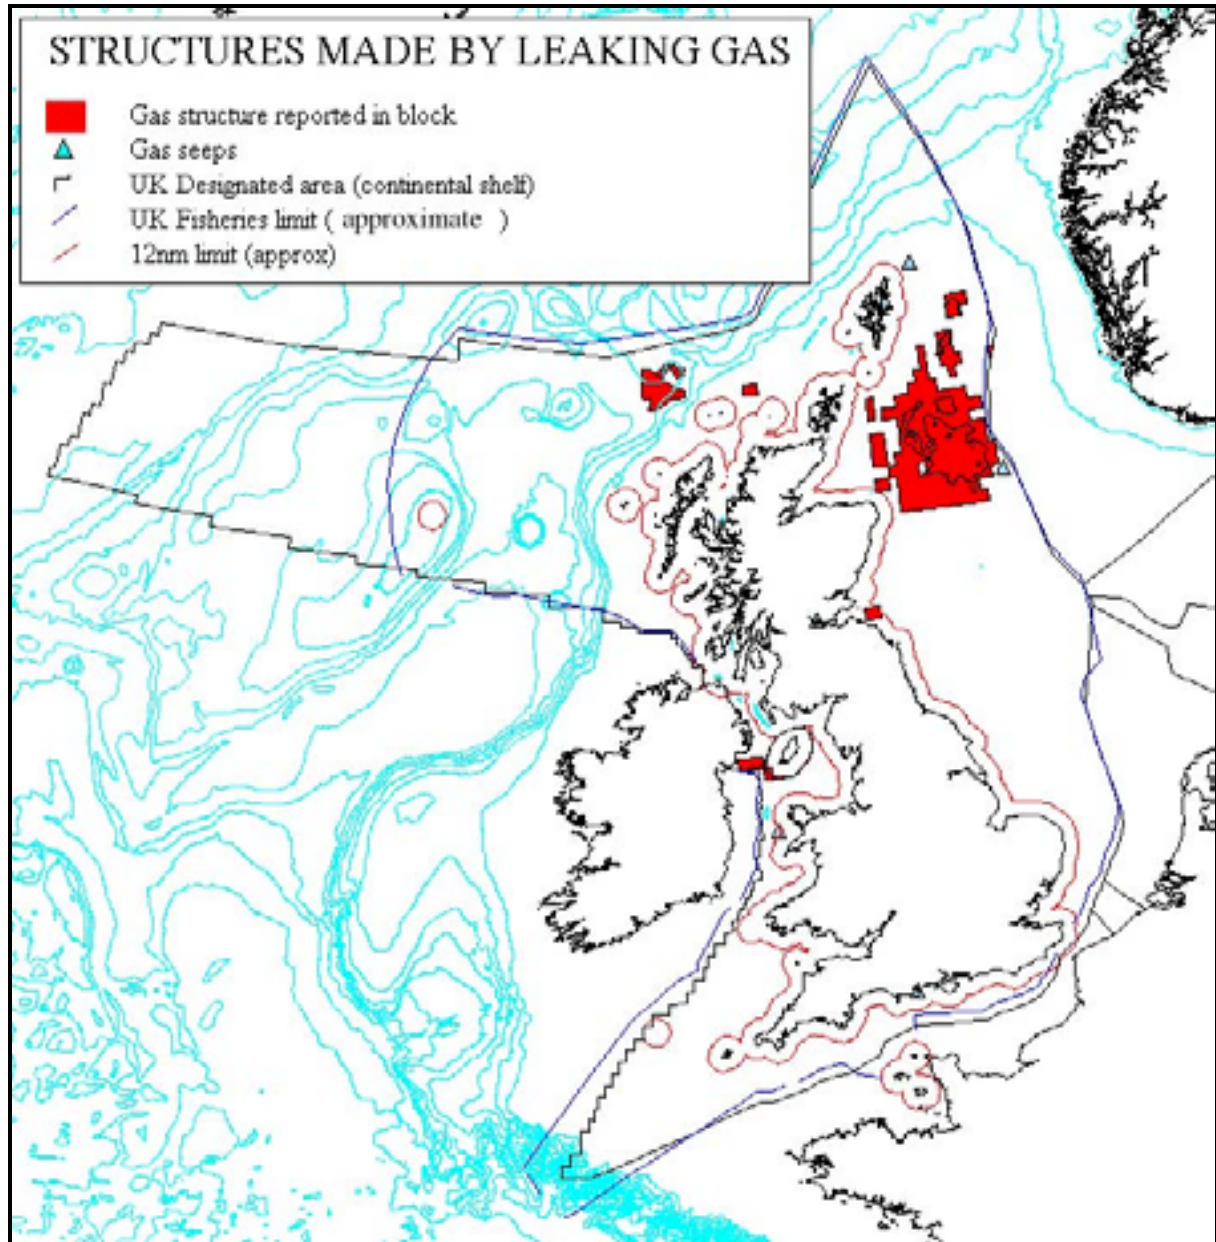 STRUCTURES MADE BY LEAKING GAS
Gas structure reported in block
Gas seeps
UK Designated area (continental shelf)
UK Fisheries limit ( approximate )
12nm limit (approx)